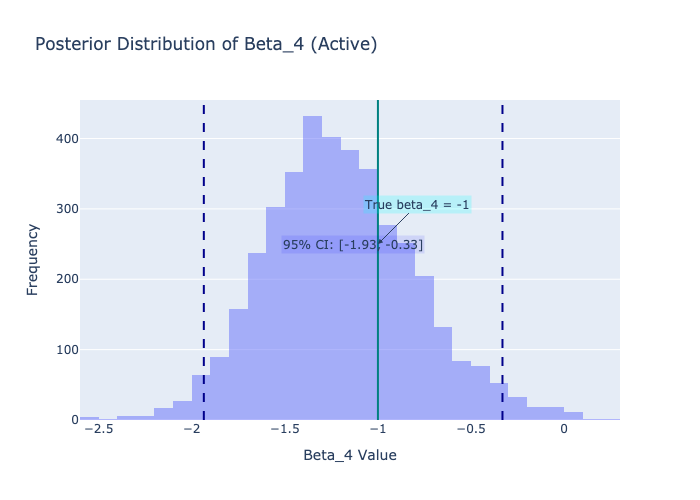 Posterior Distribution of Beta_4 (Active)
400
300
200
100
0
Frequency
True beta_4 = -1
95% CI: [-1.93, -0.33]
−2.5
−2
−1.5
−1
−0.5
0
Beta_4 Value